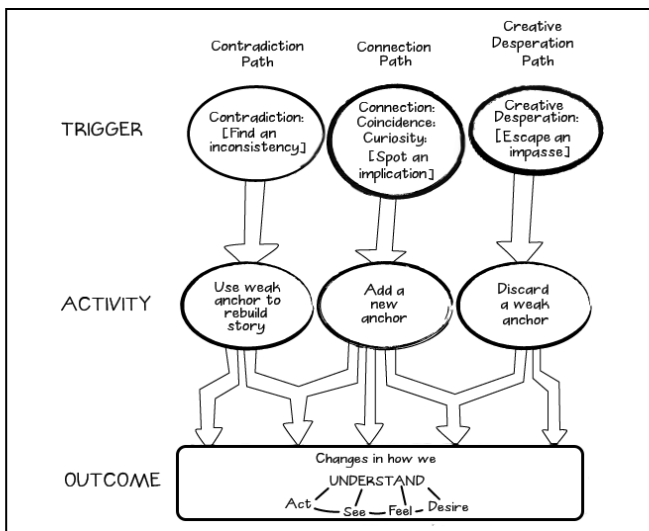 Contradiction
Path
Connection
Path
Creative
Desperation
Path
TRIGGER
Contradiction:
[Find an
inconsistency]
Connection:
Coincidence:
Curiosity:
[Spot an
implication]
Creative
Desperation:
[Escape an
impasse]
ACTIVITY
Use weak
anchor to
rebuild
story
Add a
new
anchor
Discard
a weak
anchor
OUTCOME
Changes in how we
UNDERSTAND
Act
See
Feel
Desire